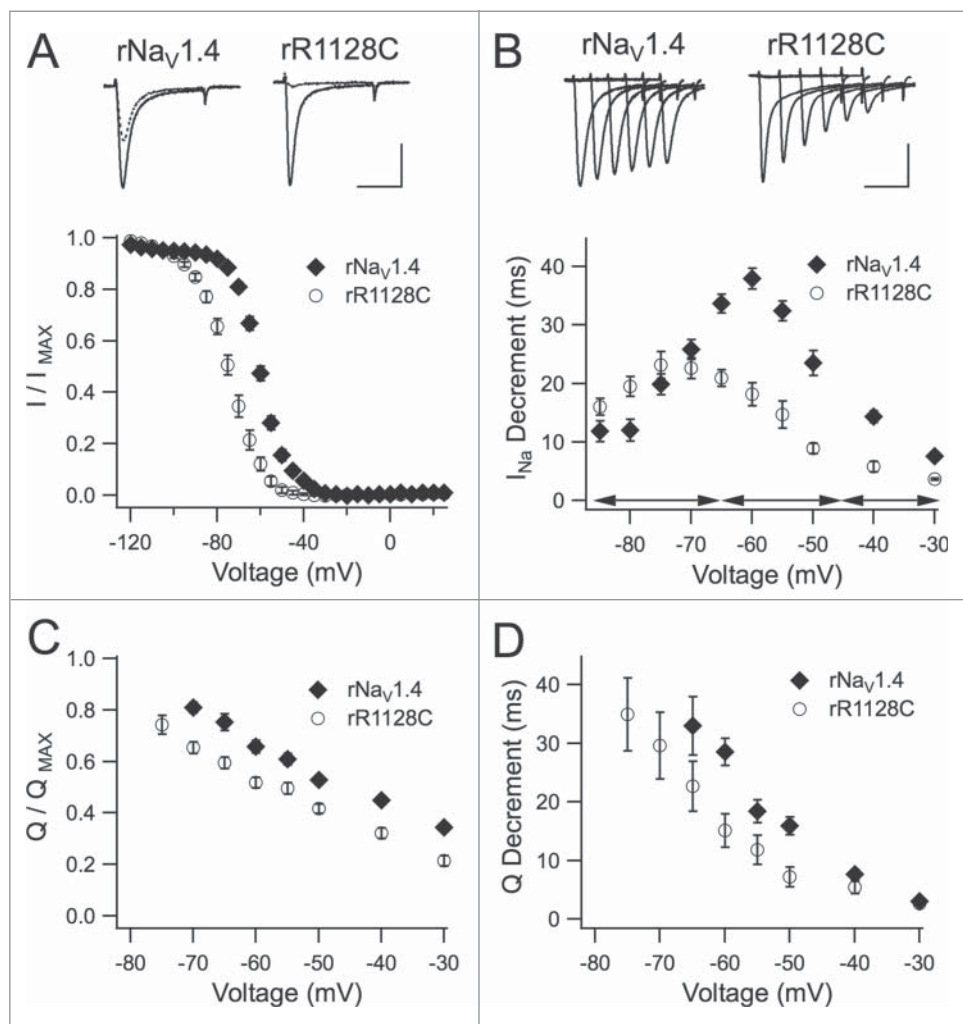 A
rNaV1.4
rR1128C
1.0
0.8
0.6
0.4
0.2
0.0
I / IMAX
rNaV1.4
rR1128C
-120
-80
-40
0
Voltage (mV)
B
rNaV1.4
rR1128C
40
30
20
10
0
INa Decrement (ms)
rNaV1.4
rR1128C
-80
-70
-60
-50
-40
-30
Voltage (mV)
C
1.0
0.8
0.6
0.4
0.2
0.0
Q / QMAX
rNaV1.4
rR1128C
-80
-70
-60
-50
-40
-30
Voltage (mV)
D
40
30
20
10
0
Q Decrement (ms)
rNaV1.4
rR1128C
-80
-70
-60
-50
-40
-30
Voltage (mV)